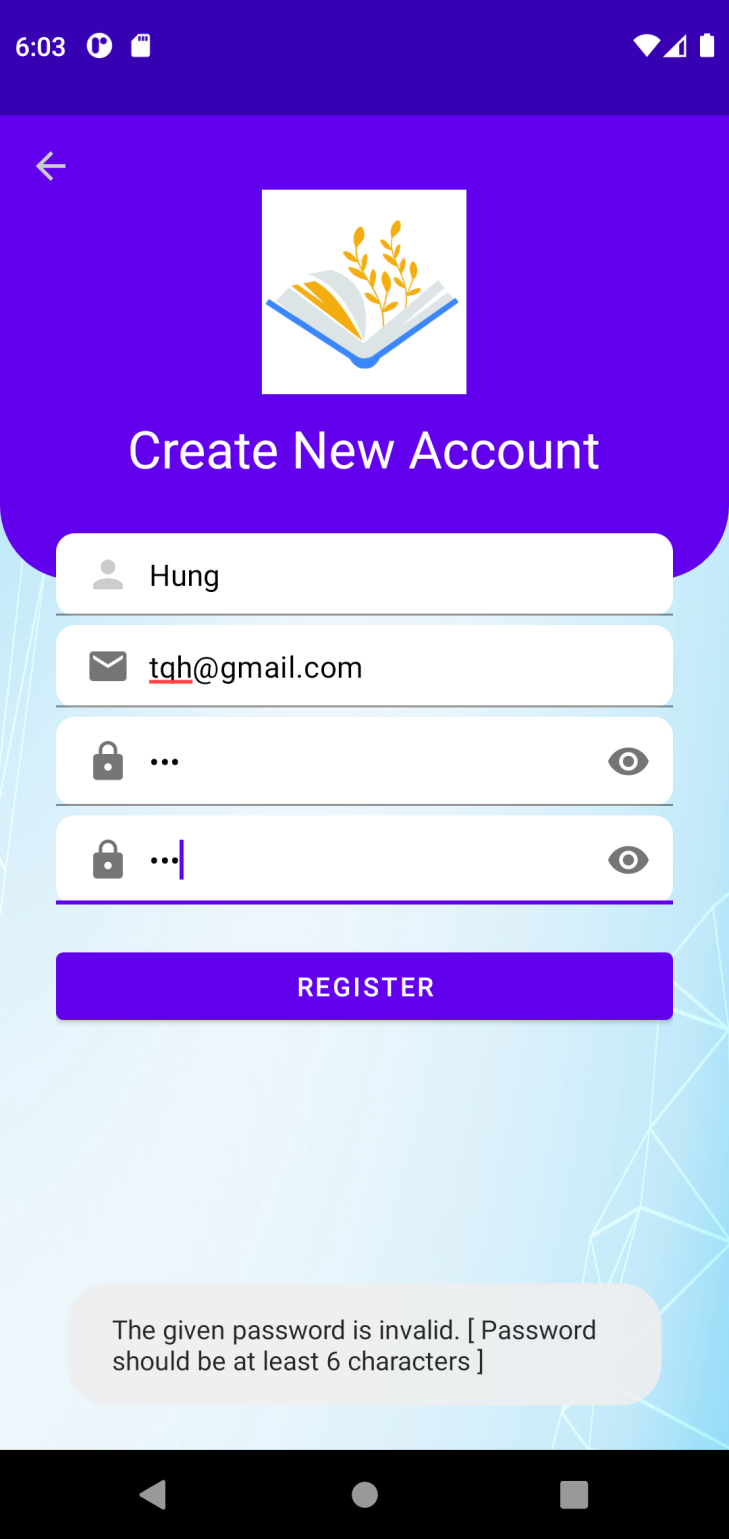 6:03
Create New Account
Hung
tqh@gmail.com
•••
•••
REGISTER
The given password is invalid. [ Password
should be at least 6 characters ]